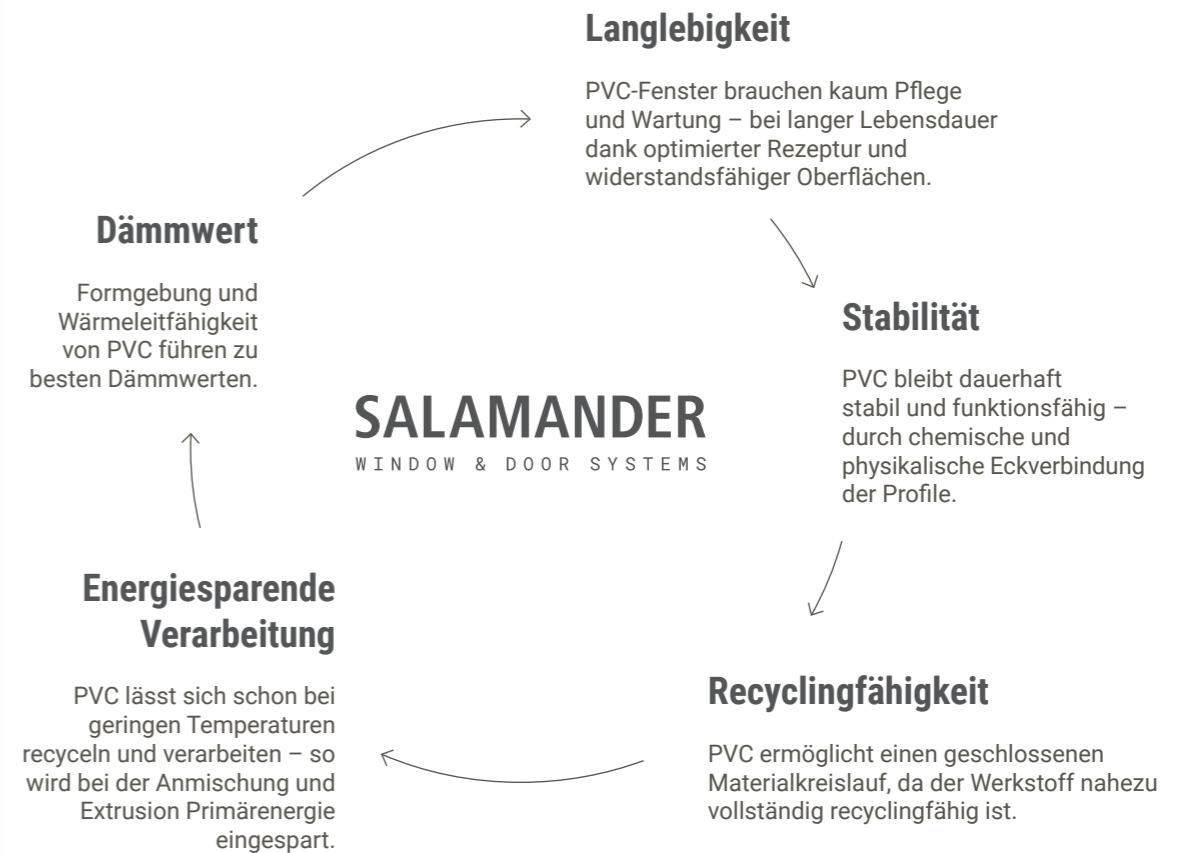 Langlebigkeit
PVC-Fenster brauchen kaum Pflege
und Wartung – bei langer Lebensdauer
dank optimierter Rezeptur und
widerstandsfähiger Oberflächen.
Stabilität
PVC bleibt dauerhaft
stabil und funktionsfähig –
durch chemische und
physikalische Eckverbindung
der Profile.
Recyclingfähigkeit
PVC ermöglicht einen geschlossenen
Materialkreislauf, da der Werkstoff nahezu
vollständig recyclingfähig ist.
Energiesparende
Verarbeitung
PVC lässt sich schon bei
geringen Temperaturen
recyceln und verarbeiten – so
wird bei der Anmischung und
Extrusion Primärenergie
eingespart.
Dämmwert
Formgebung und
Wärmeleitfähigkeit
von PVC führen zu
besten Dämmwerten.
SALAMANDER
WINDOW & DOOR SYSTEMS